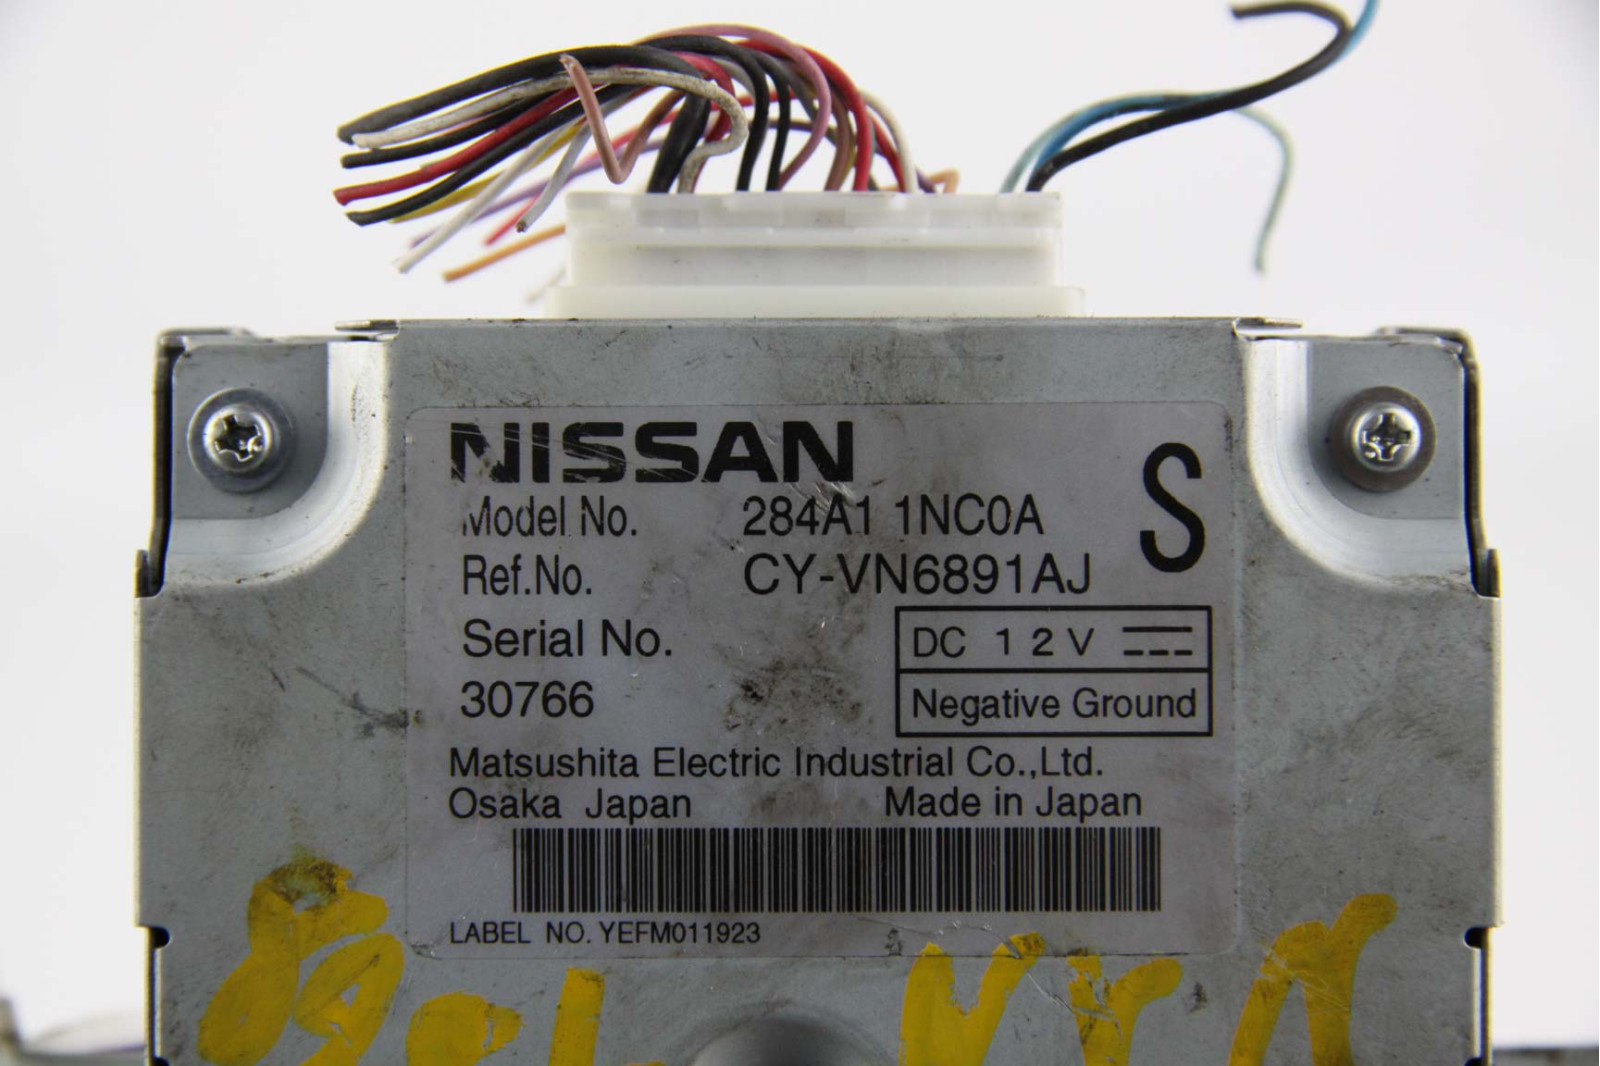 NISSAN
Model No. 284A1 1NC0A
S
Ref.No. CY-VN6891AJ
Serial No.
30766
DC 12V
Negative Ground
Matsushita Electric Industrial Co.,Ltd.
Osaka Japan Made in Japan
LABEL NO. YEFM011923